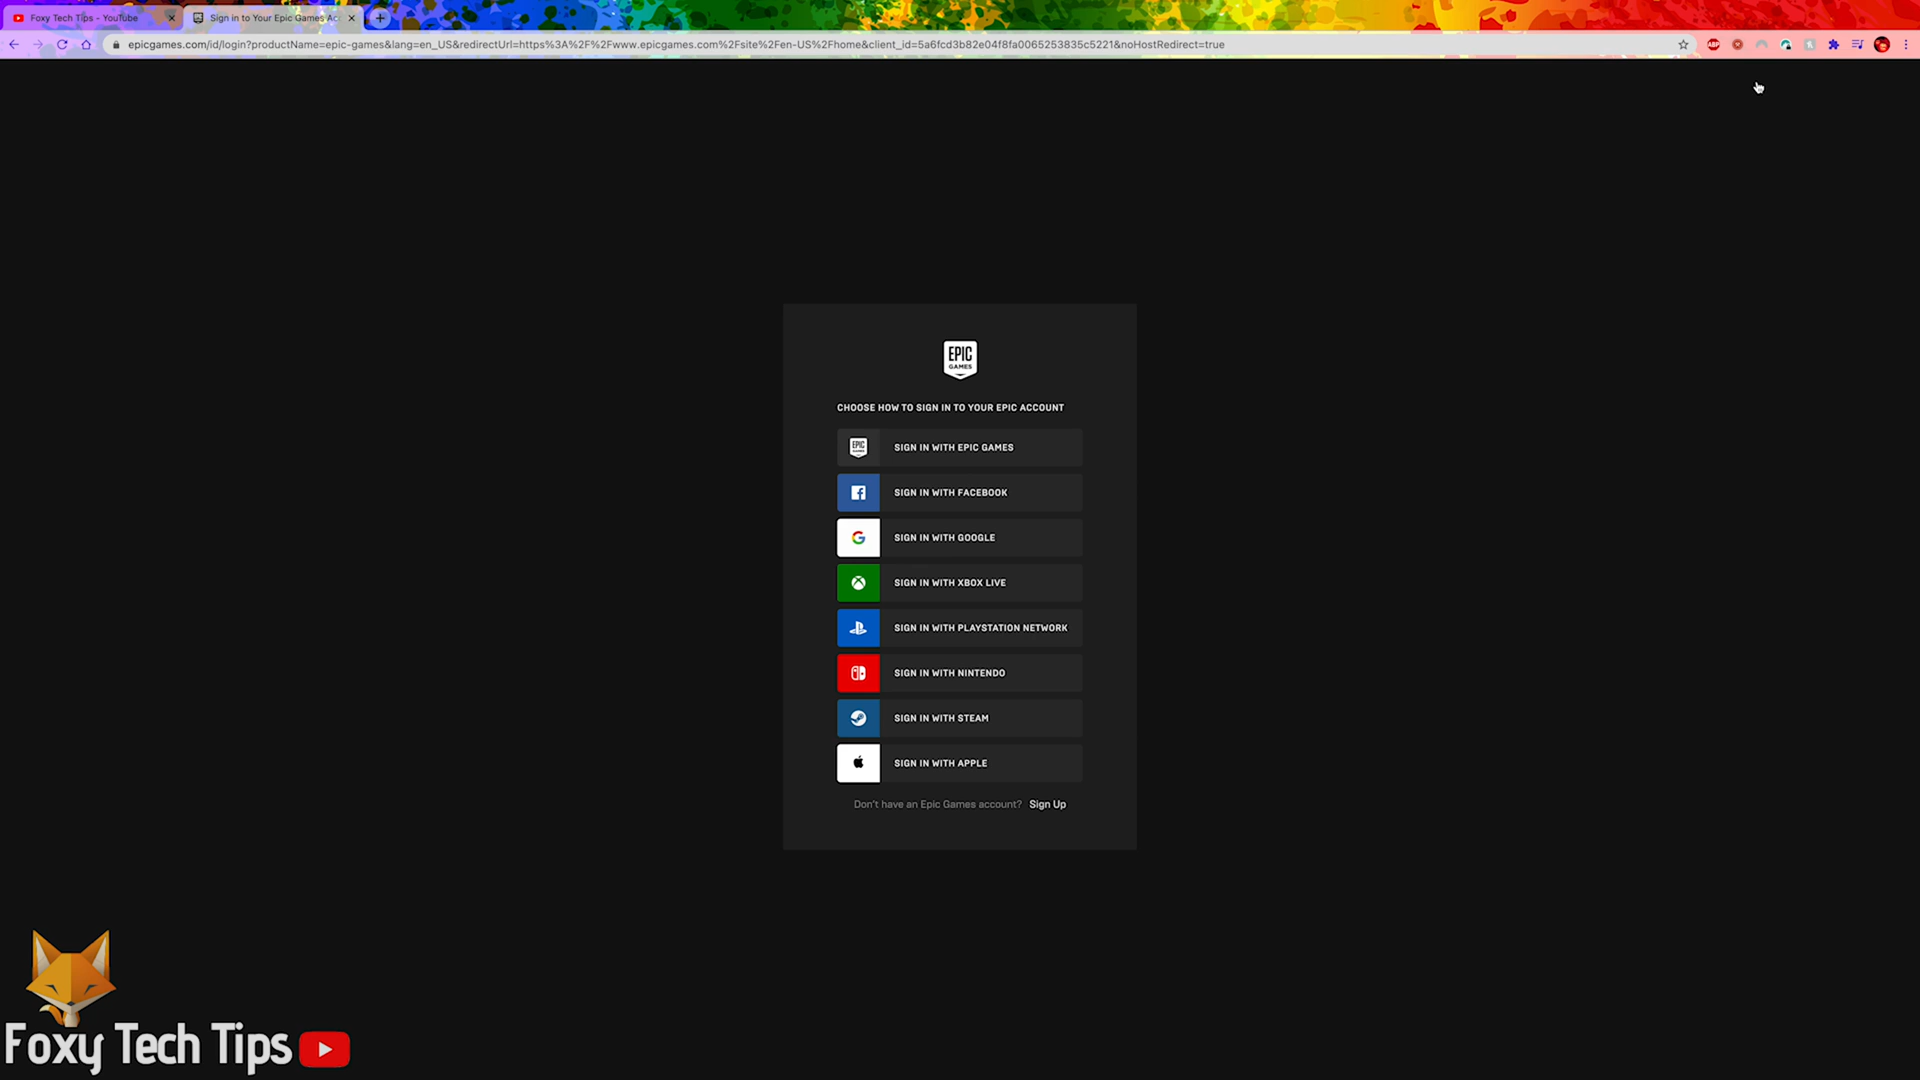 Foxy Tech Tips - YouTube
Sign in to Your Epic Games Acc
epicgames.com/id/login?productName=epic-games&lang=en_US&redirectUrl=https%3A%2F%2Fwww.epicgames.com%2Fsite%2Fen-US%2Fhome&client_id=5a6fcd3b82e04f8fa0065253835c5221&noHostRedirect=true
ABP
EPIC
GAMES
CHOOSE HOW TO SIGN IN TO YOUR EPIC ACCOUNT
EPIC
GAMES
SIGN IN WITH EPIC GAMES
SIGN IN WITH FACEBOOK
SIGN IN WITH GOOGLE
SIGN IN WITH XBOX LIVE
SIGN IN WITH PLAYSTATION NETWORK
SIGN IN WITH NINTENDO
SIGN IN WITH STEAM
SIGN IN WITH APPLE
Don't have an Epic Games account? Sign Up
Foxy Tech Tips